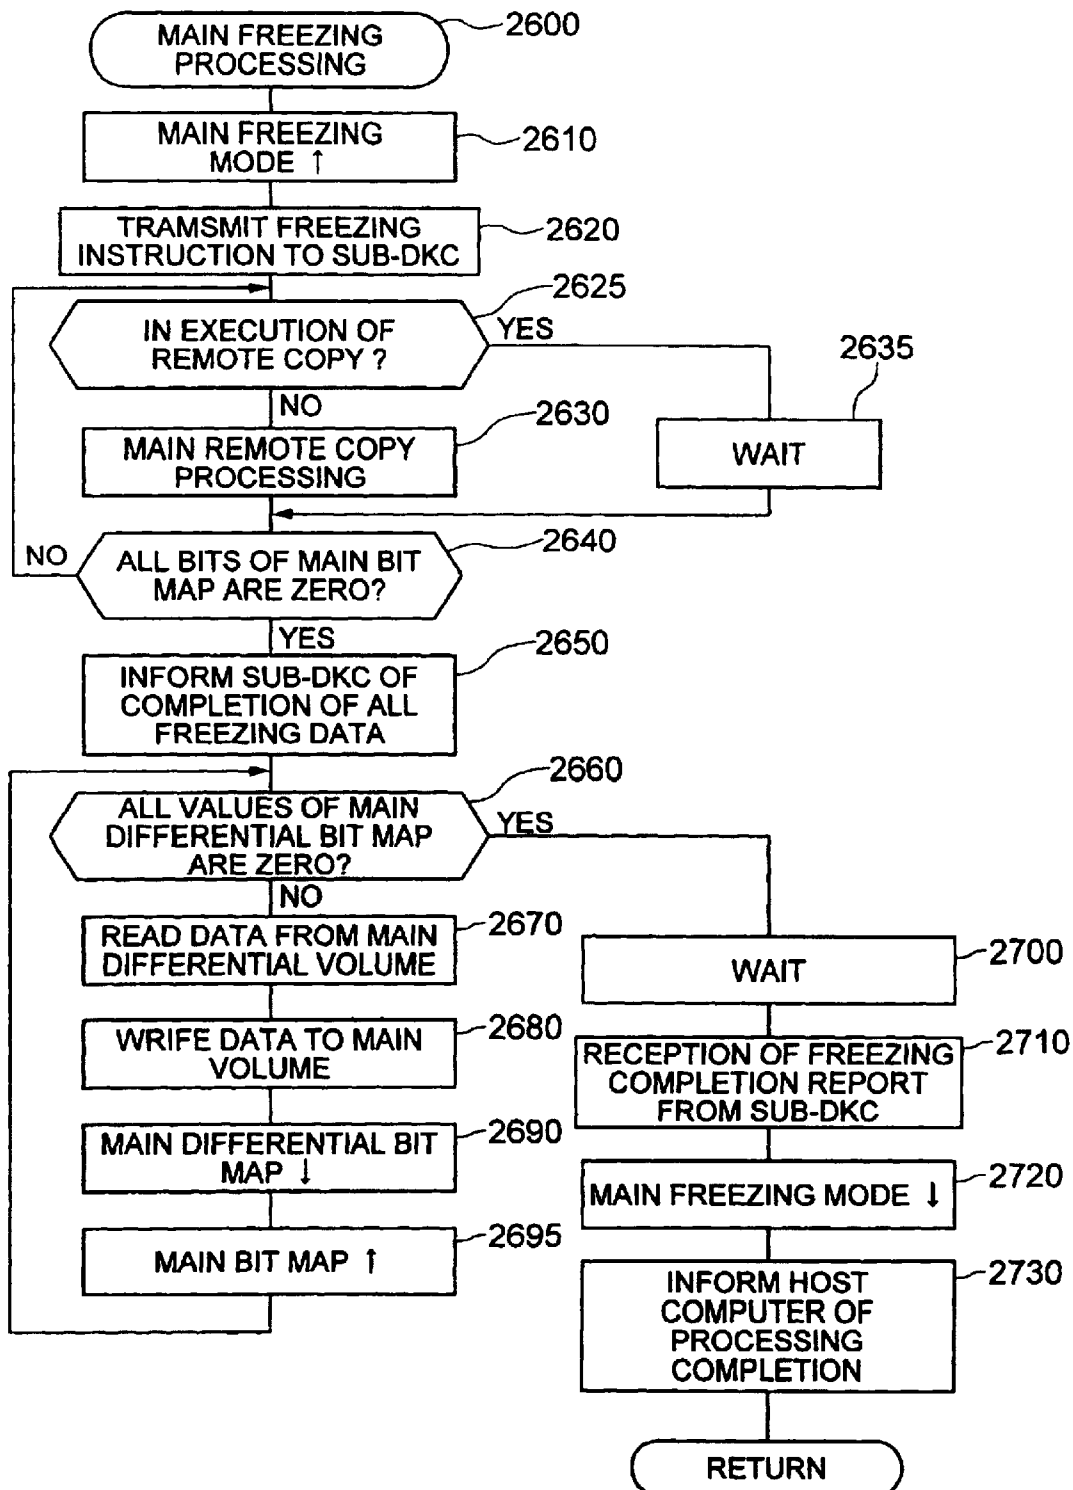 MAIN FREEZING
PROCESSING
2600
MAIN FREEZING
MODE ↑
2610
TRAMSMIT FREEZING
INSTRUCTION TO SUB-DKC
2620
2625
IN EXECUTION OF
REMOTE COPY ?
YES
2635
NO
2630
MAIN REMOTE COPY
PROCESSING
WAIT
2640
NO
ALL BITS OF MAIN BIT
MAP ARE ZERO?
YES
2650
INFORM SUB-DKC OF
COMPLETION OF ALL
FREEZING DATA
2660
ALL VALUES OF MAIN
DIFFERENTIAL BIT MAP
ARE ZERO?
YES
NO
2670
READ DATA FROM MAIN
DIFFERENTIAL VOLUME
2680
WRIFE DATA TO MAIN
VOLUME
2690
MAIN DIFFERENTIAL BIT
MAP ↓
2695
MAIN BIT MAP ↑
2700
WAIT
2710
RECEPTION OF FREEZING
COMPLETION REPORT
FROM SUB-DKC
2720
MAIN FREEZING MODE ↓
2730
INFORM HOST
COMPUTER OF
PROCESSING
COMPLETION
RETURN